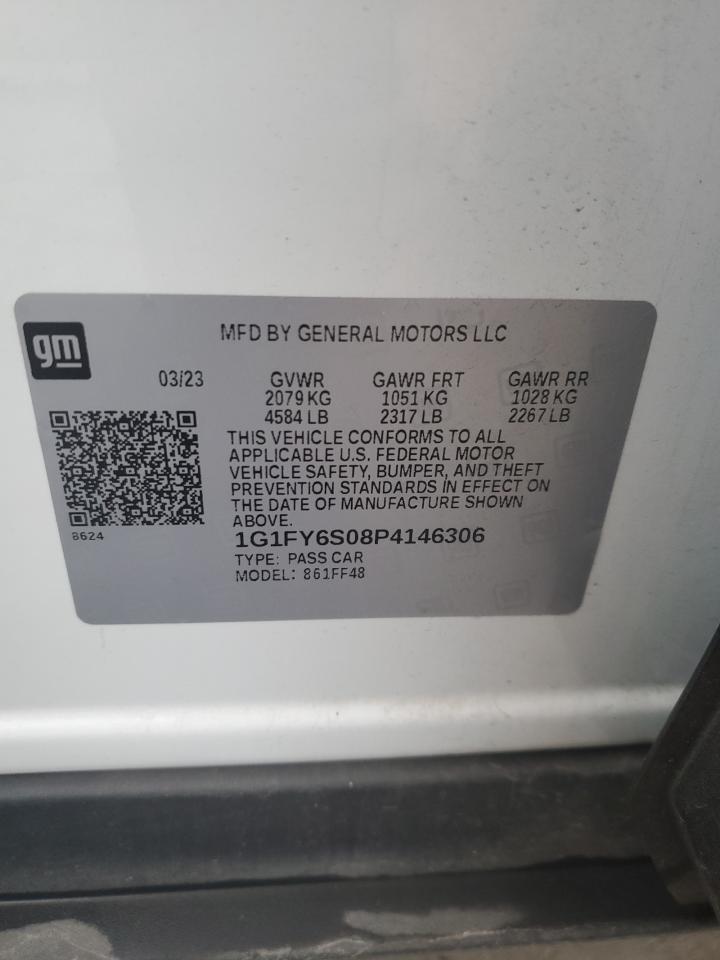 gm
MFD BY GENERAL MOTORS LLC
03/23 GVWR GAWR FRT GAWR RR
2079 KG 1051 KG 1028 KG
4584 LB 2317 LB 2267 LB
THIS VEHICLE CONFORMS TO ALL
APPLICABLE U.S. FEDERAL MOTOR
VEHICLE SAFETY, BUMPER, AND THEFT
PREVENTION STANDARDS IN EFFECT ON
THE DATE OF MANUFACTURE SHOWN
ABOVE.
8624
1G1FY6S08P4146306
TYPE: PASS CAR
MODEL: 861FF48